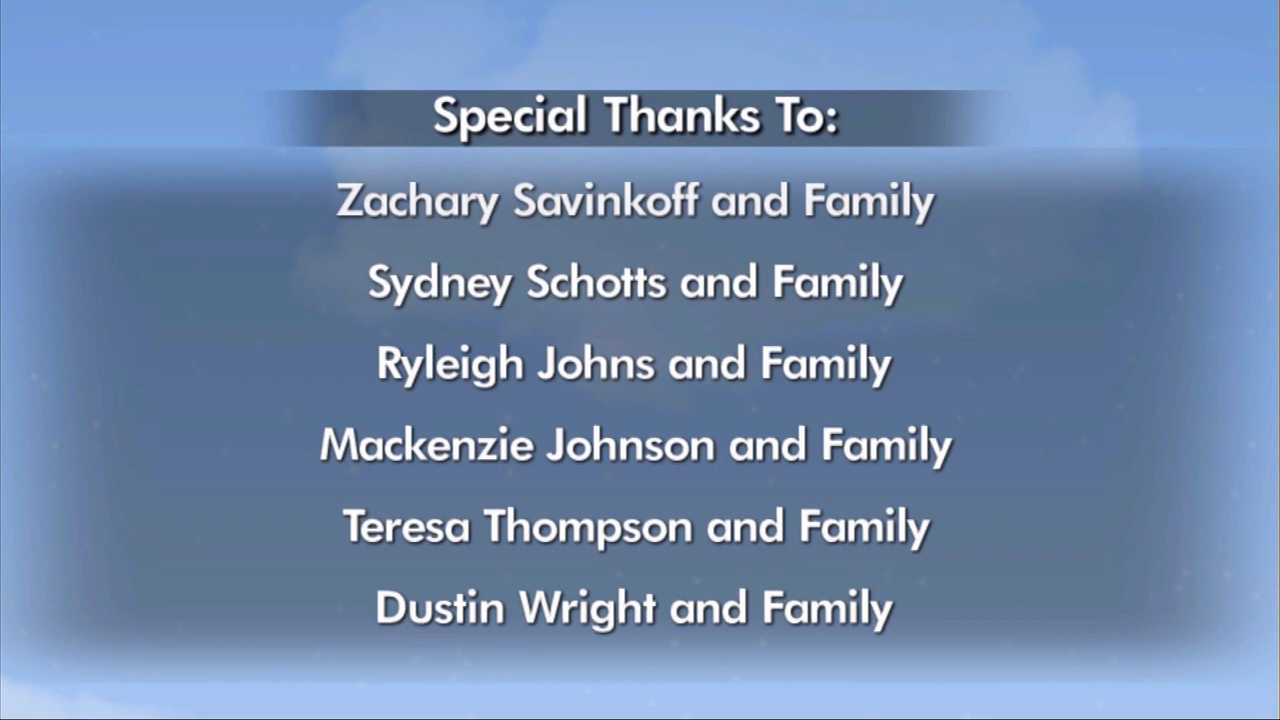 Special Thanks To:
Zachary Savinkoff and Family
Sydney Schotts and Family
Ryleigh Johns and Family
Mackenzie Johnson and Family
Teresa Thompson and Family
Dustin Wright and Family